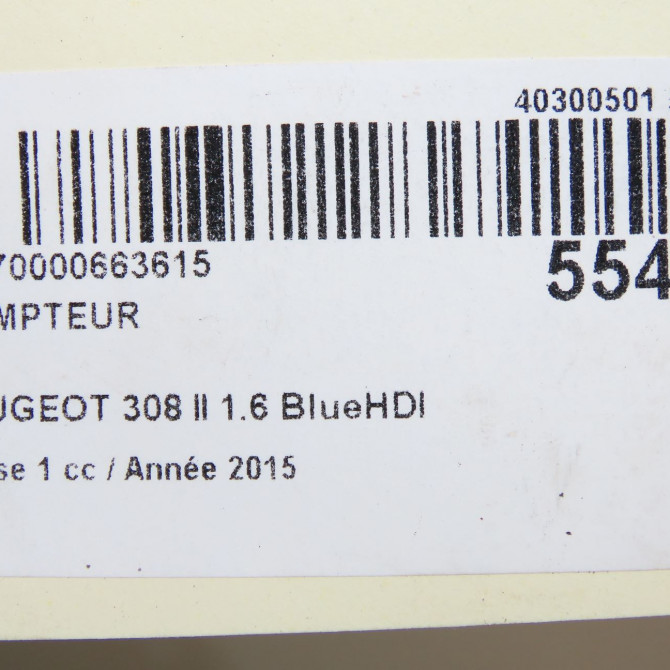 40300501
70000663615
554
MPTEUR
UGEOT 308 II 1.6 BlueHDI
se 1 cc / Année 2015